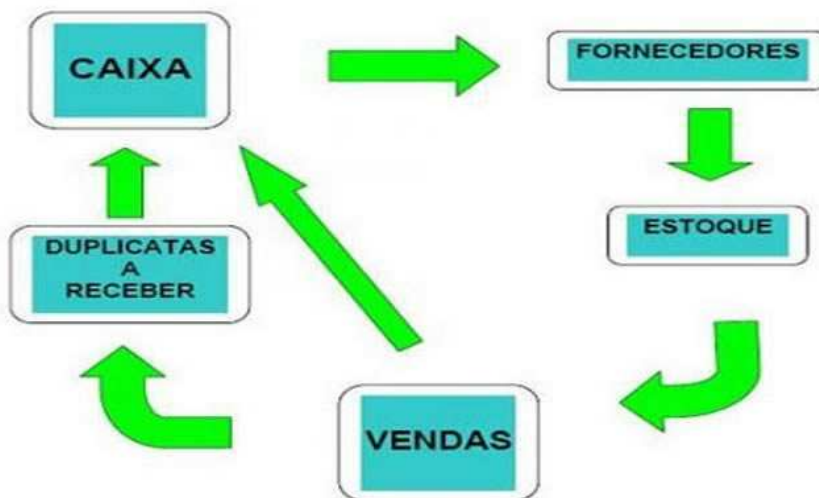 CAIXA
FORNECEDORES
ESTOQUE
DUPLICATAS
A
RECEBER
VENDAS